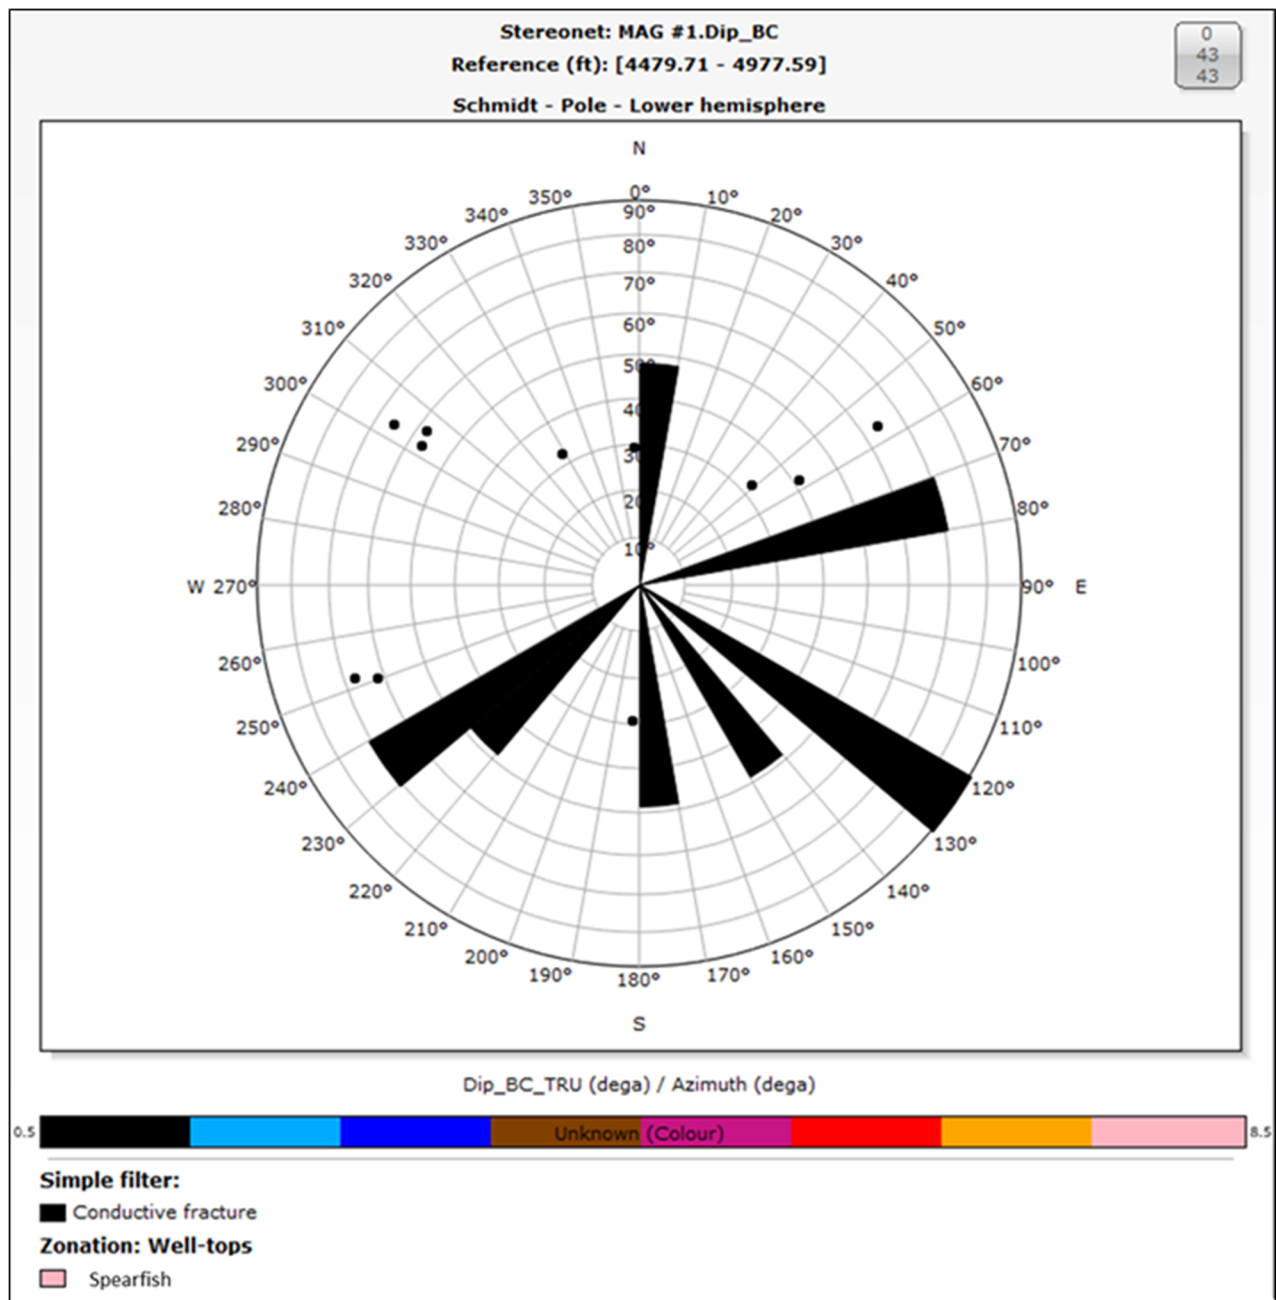 Stereonet: MAG #1.Dip_BC
Reference (ft): [4479.71 - 4977.59]
Schmidt - Pole - Lower hemisphere
0
43
43
N
0°
350° 10°
90°
340° 20°
330° 30°
80°
320° 40°
70°
310° 60° 50°
50°
300° 60°
40°
290° 70°
30°
20°
280° 80°
10°
W 270° 90° E
260° 100°
250° 110°
240° 120°
230° 130°
220° 140°
210° 150°
200° 160°
190° 180° 170°
S
Dip_BC_TRU (dega) / Azimuth (dega)
0.5 Unknown (Colour) 8.5
Simple filter:
Conductive fracture
Zonation: Well-tops
Spearfish